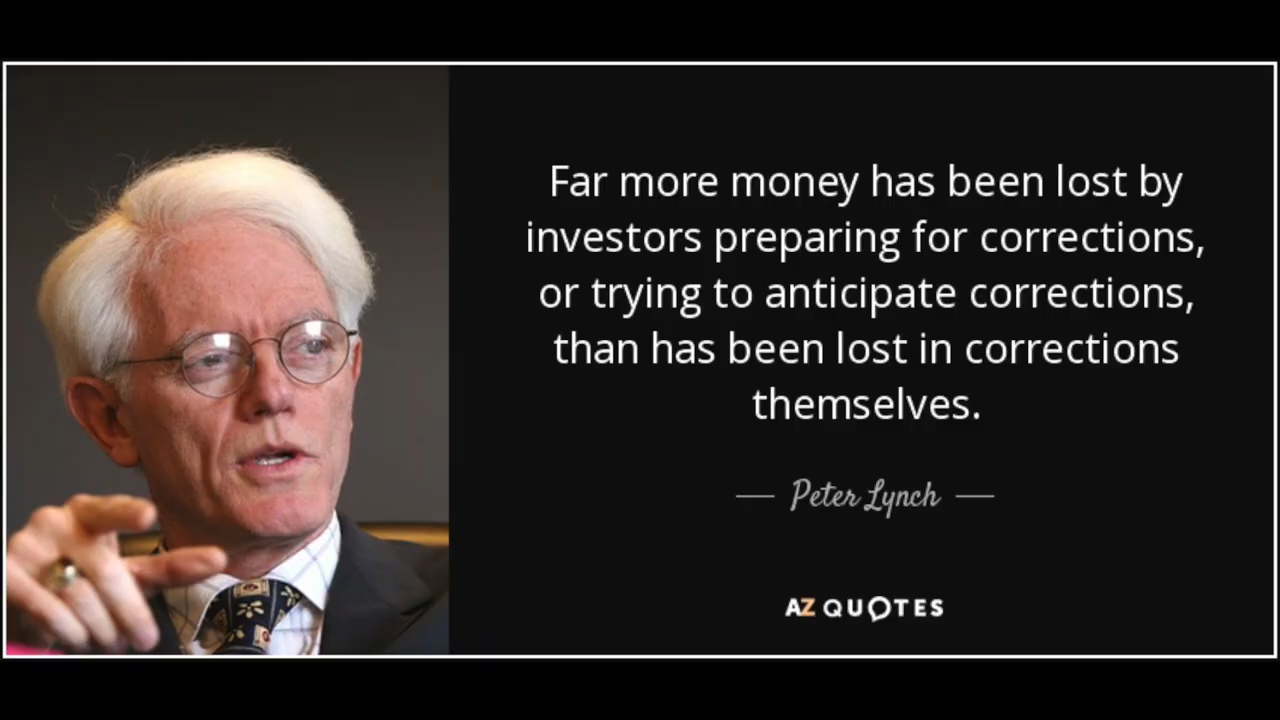 Far more money has been lost by
investors preparing for corrections,
or trying to anticipate corrections,
than has been lost in corrections
themselves.
Peter Lynch
AZ QUOTES